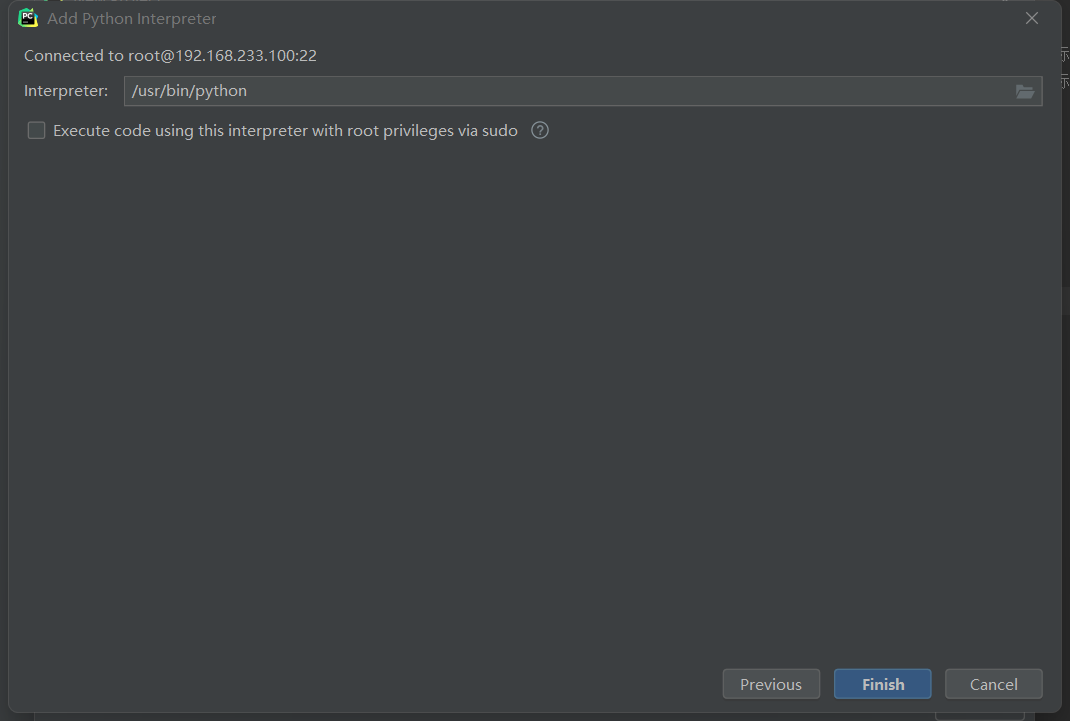 PC
Add Python Interpreter
Connected to root@192.168.233.100:22
Interpreter: /usr/bin/python
Execute code using this interpreter with root privileges via sudo ?
Previous Finish Cancel